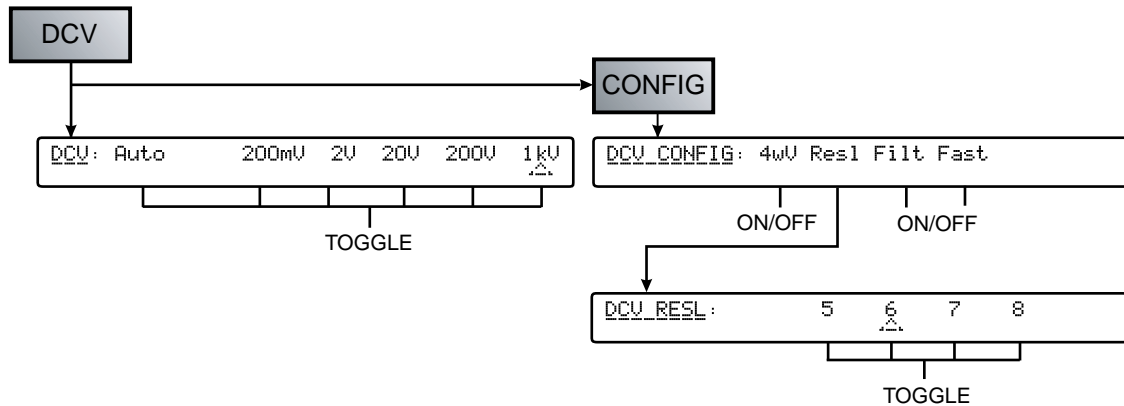 DCV
CONFIG
DCV: Auto 200mV 2V 20V 200V 1kV
TOGGLE
DCV_CONFIG: 4wV Resl Filt Fast
ON/OFF ON/OFF
DCV_RESL: 5 6 7 8
TOGGLE